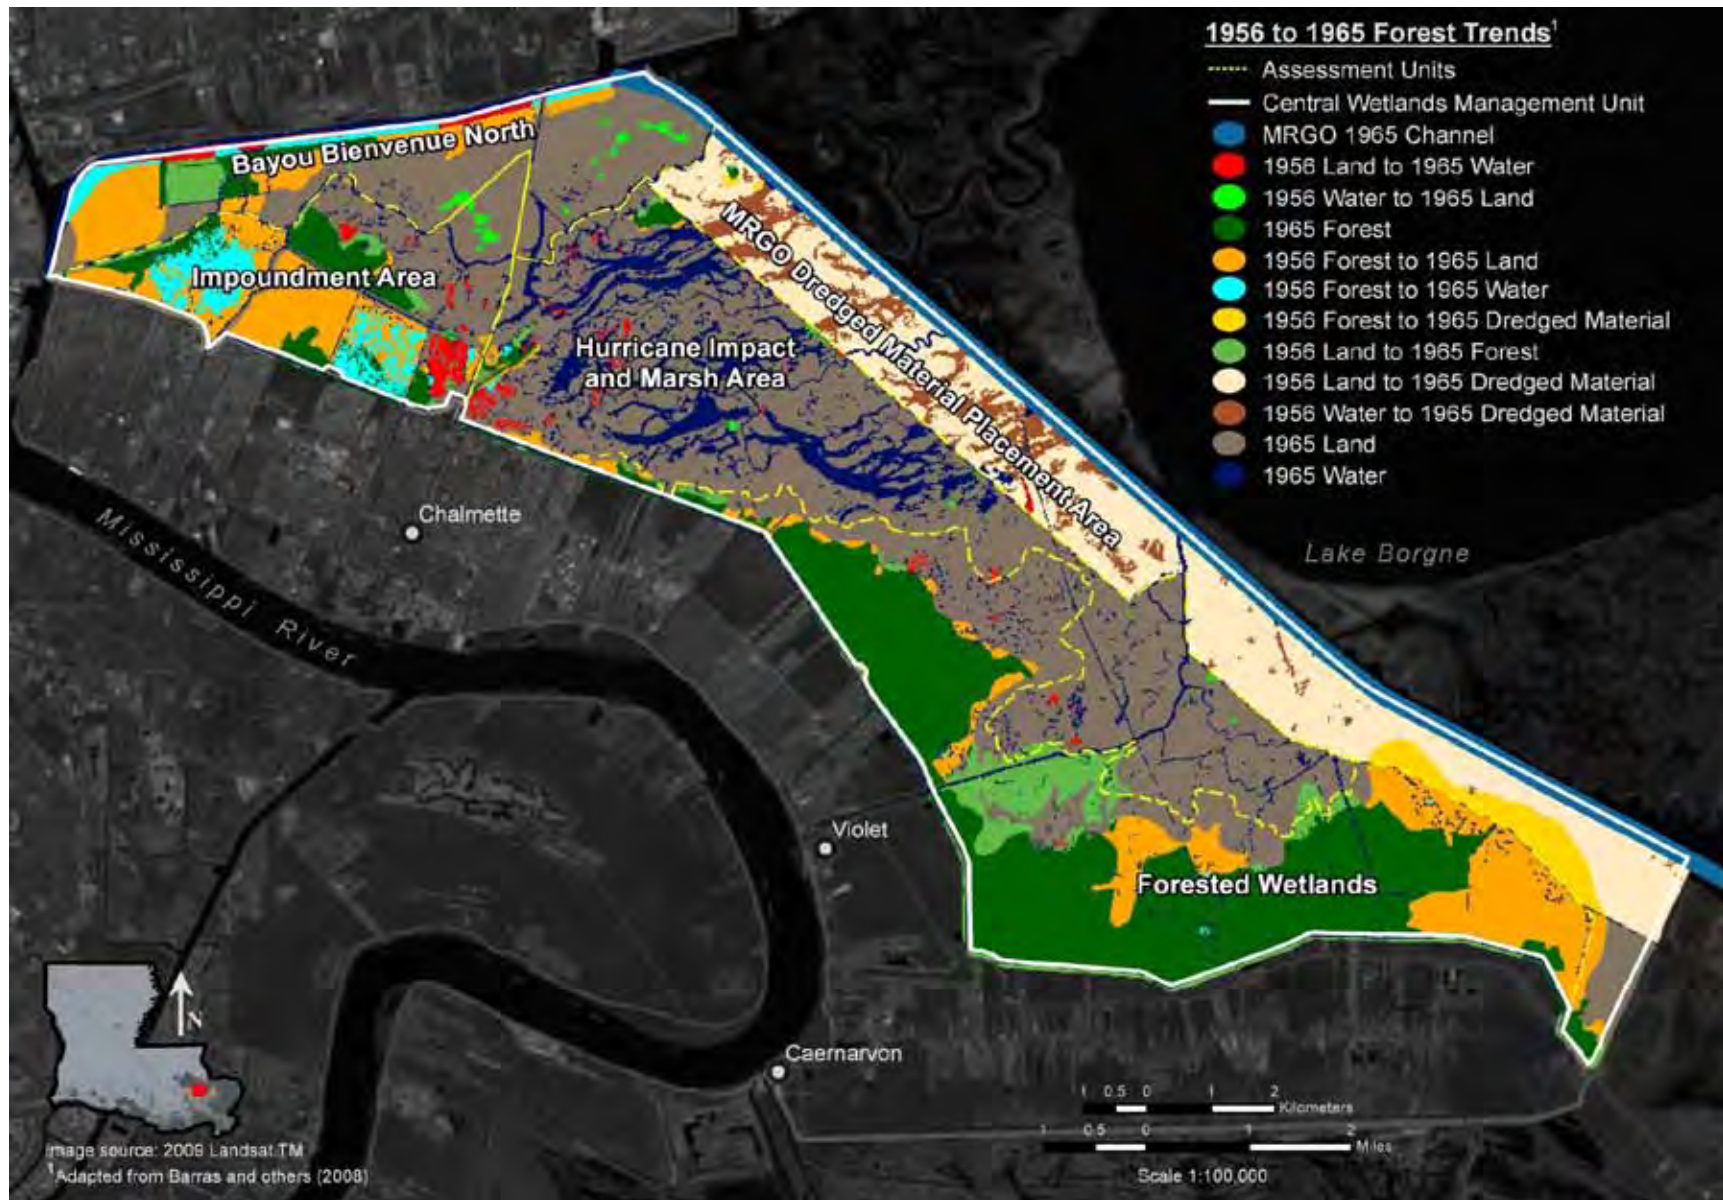 1956 to 1965 Forest Trends¹
Assessment Units
Central Wetlands Management Unit
MRGO 1965 Channel
1956 Land to 1965 Water
1956 Water to 1965 Land
1965 Forest
1956 Forest to 1965 Land
1956 Forest to 1965 Water
1956 Forest to 1965 Dredged Material
1956 Land to 1965 Forest
1956 Land to 1965 Dredged Material
1956 Water to 1965 Dredged Material
1965 Land
1965 Water
Bayou Bienvenue North
Impoundment Area
MRGO Dredged Material Placement Area
Hurricane Impact
and Marsh Area
Chalmette
Mississippi River
Lake Borgne
Violet
Forested Wetlands
Caernarvon
N
1 0.5 0 1 2
Kilometers
1 0.5 0 1 2
Miles
Scale 1:100,000
Image source: 2009 Landsat TM
¹Adapted from Barras and others (2008)